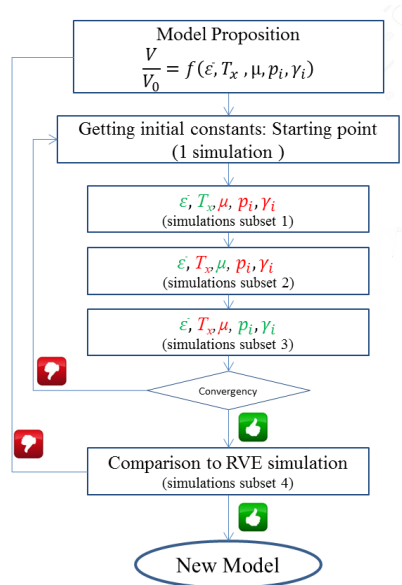 Model Proposition
V/V₀ = f(ε̇, Tₓ, μ, pᵢ, γᵢ)
Getting initial constants: Starting point
(1 simulation )
ε̇, Tₓ, μ, pᵢ, γᵢ
(simulations subset 1)
ε̇, Tₓ, μ, pᵢ, γᵢ
(simulations subset 2)
ε̇, Tₓ, μ, pᵢ, γᵢ
(simulations subset 3)
Convergency
Comparison to RVE simulation
(simulations subset 4)
New Model